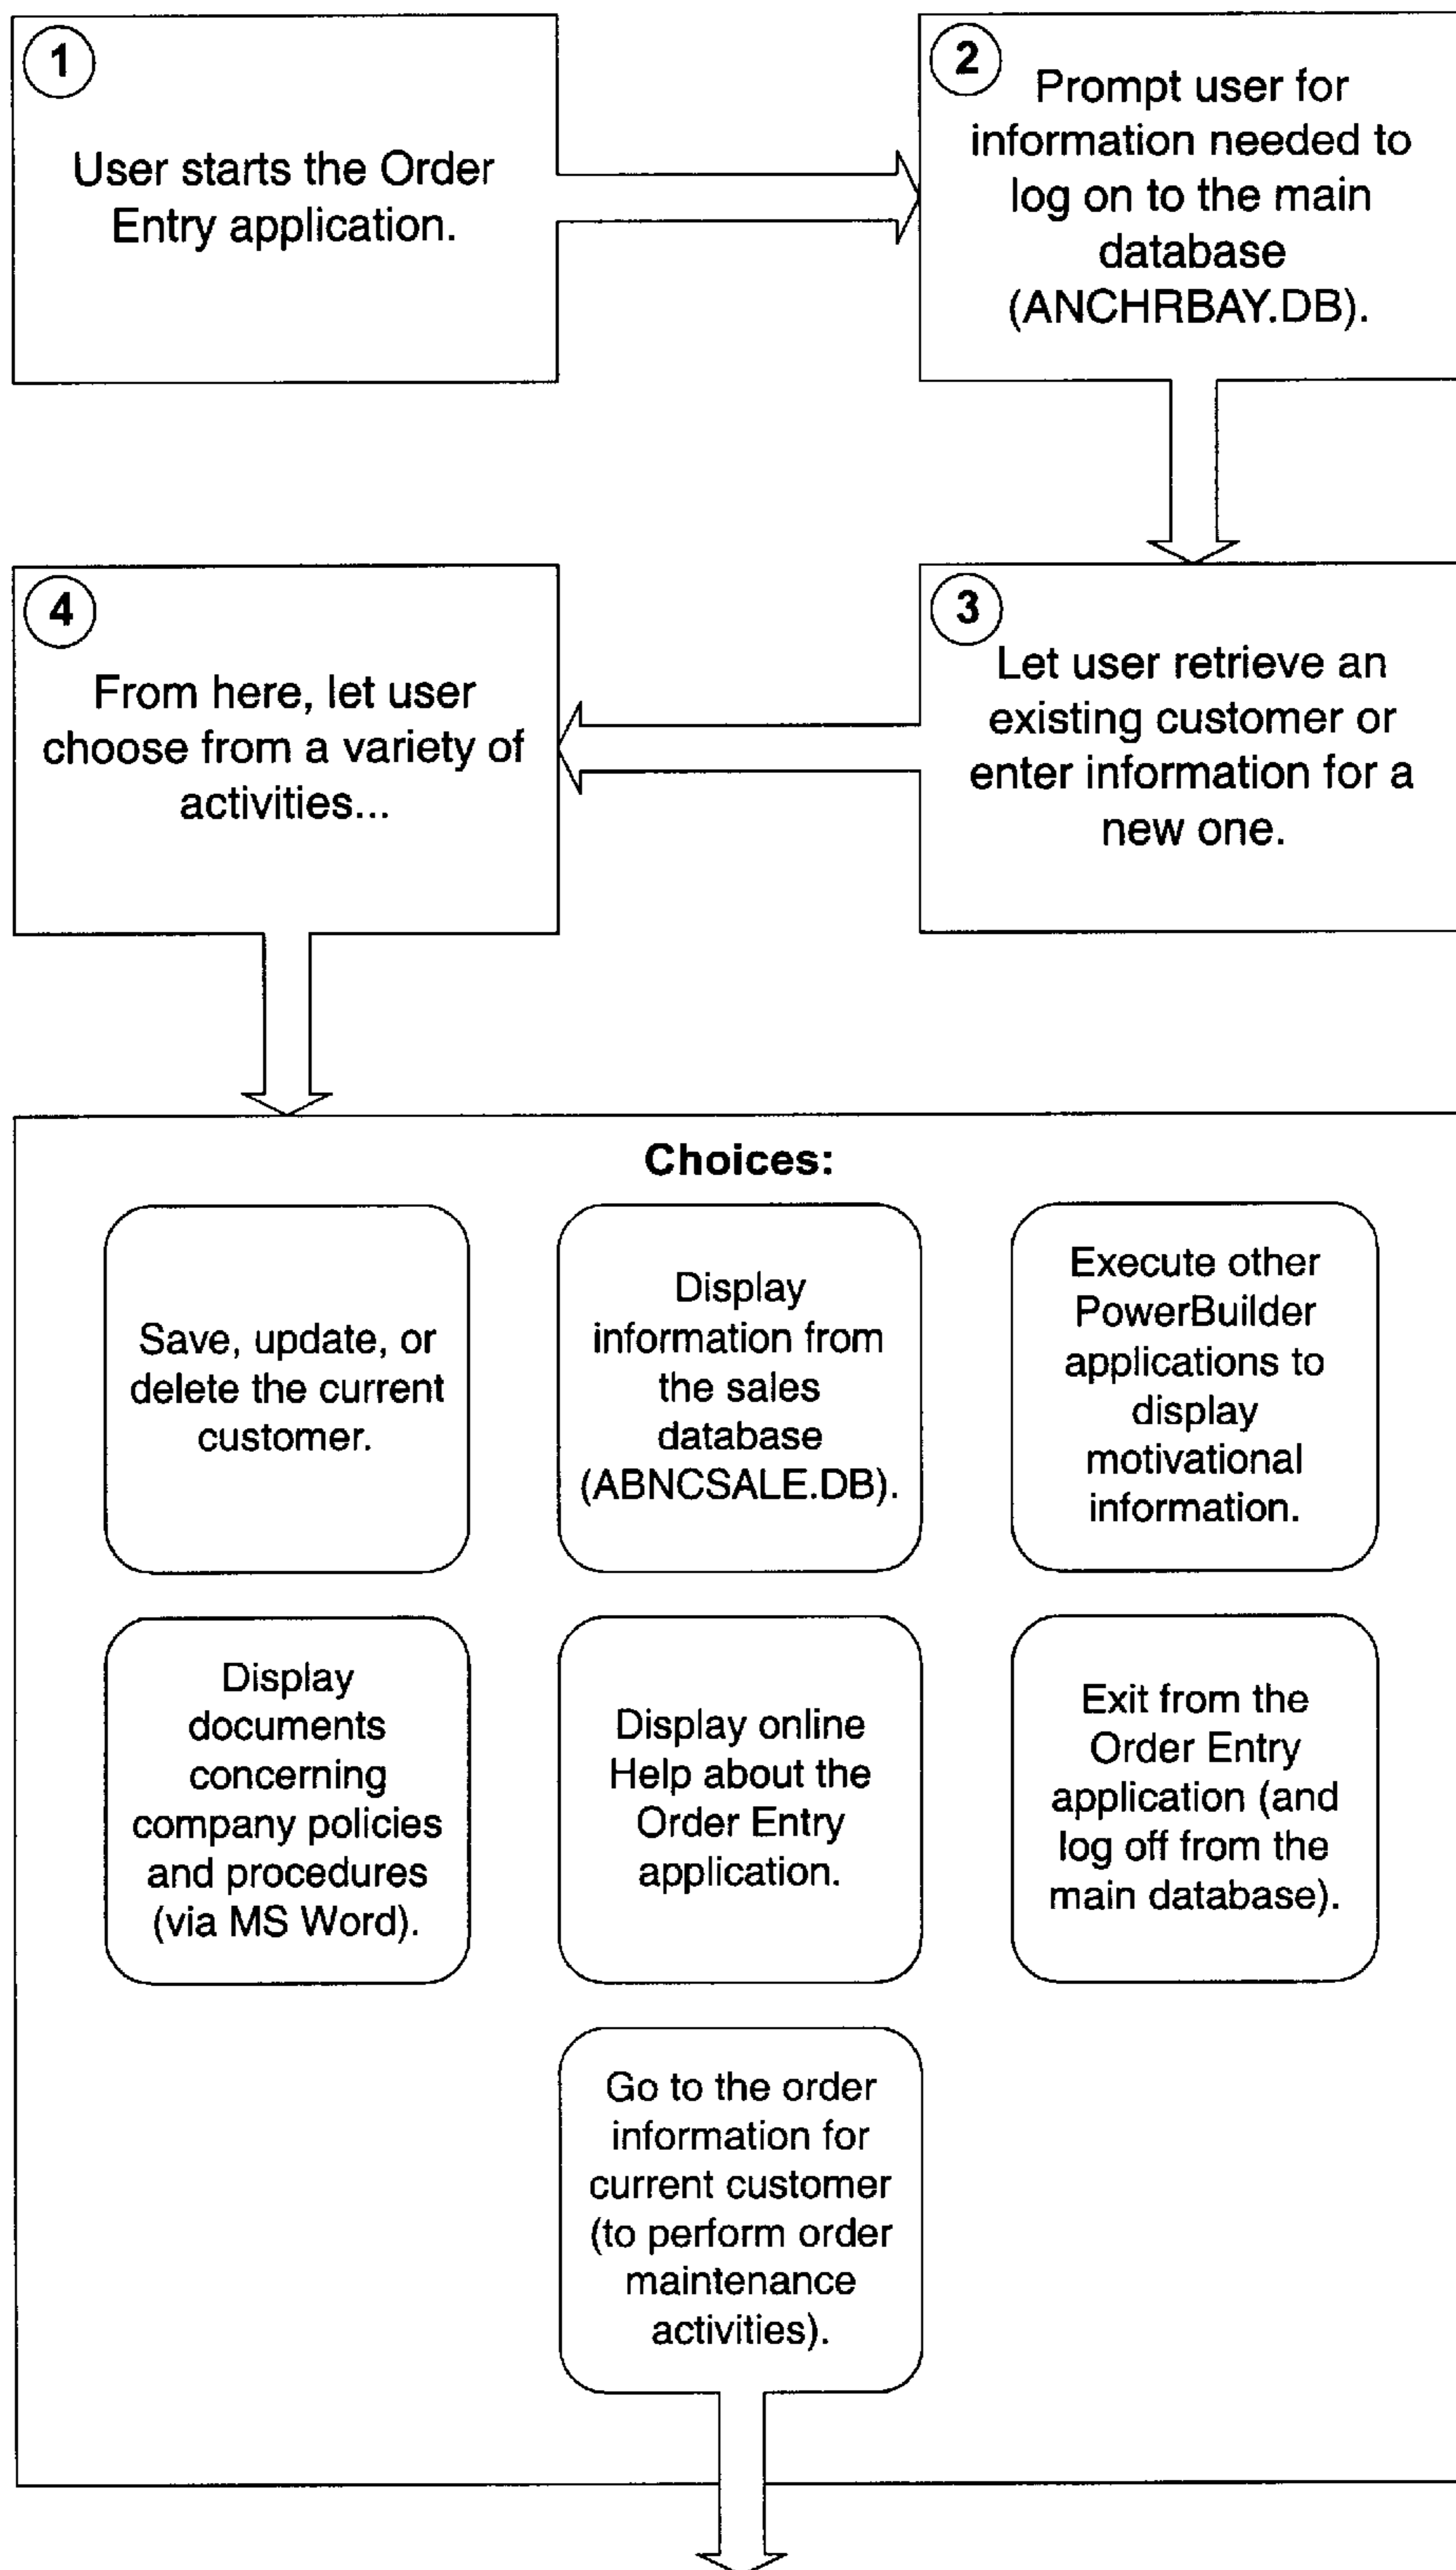 1
User starts the Order
Entry application.
2
Prompt user for
information needed to
log on to the main
database
(ANCHRBAY.DB).
3
Let user retrieve an
existing customer or
enter information for a
new one.
4
From here, let user
choose from a variety of
activities...
Choices:
Save, update, or
delete the current
customer.
Display
information from
the sales
database
(ABNCSALE.DB).
Execute other
PowerBuilder
applications to
display
motivational
information.
Display
documents
concerning
company policies
and procedures
(via MS Word).
Display online
Help about the
Order Entry
application.
Exit from the
Order Entry
application (and
log off from the
main database).
Go to the order
information for
current customer
(to perform order
maintenance
activities).